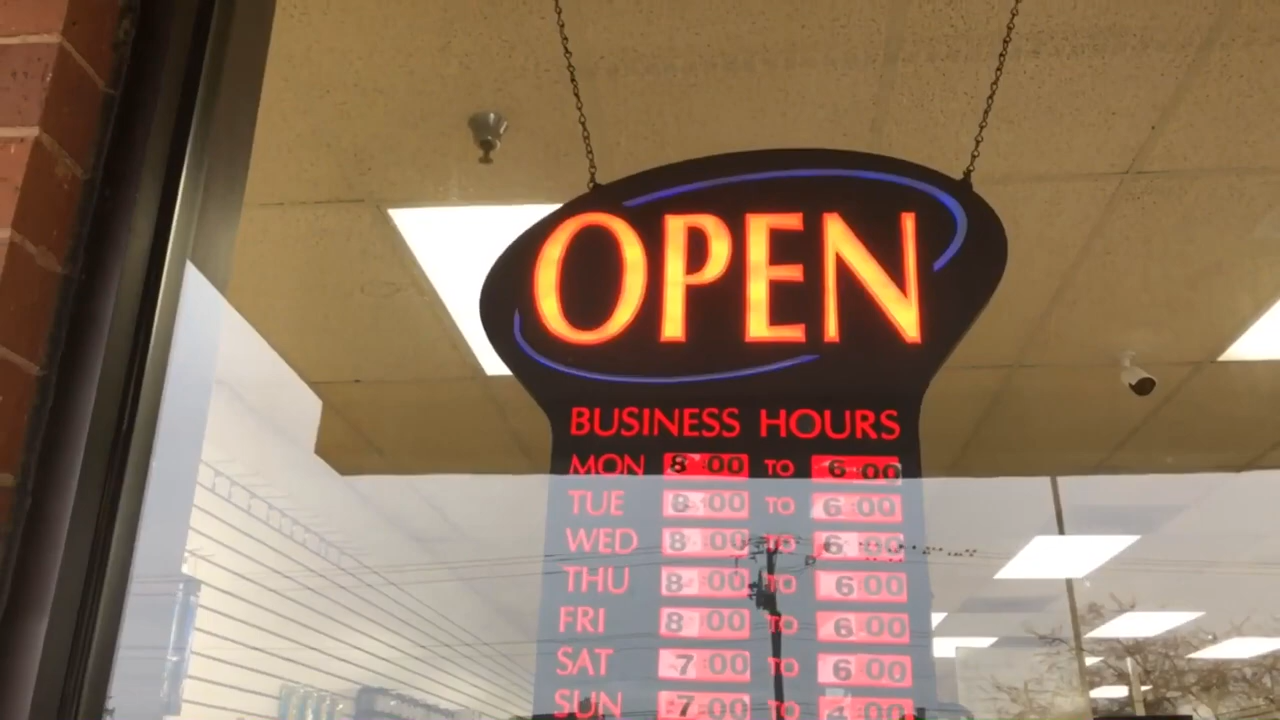 OPEN
BUSINESS HOURS
MON 8:00 TO 6:00
TUE 8:00 TO 6:00
WED 8:00 TO 6:00
THU 8:00 TO 6:00
FRI 8:00 TO 6:00
SAT 7:00 TO 6:00
SUN 7:00 TO 4:00